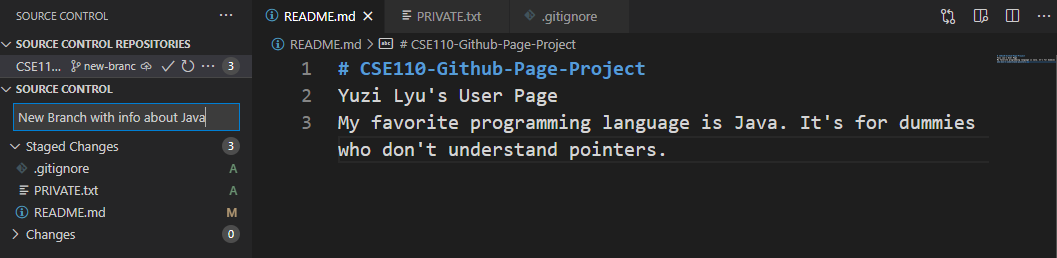 SOURCE CONTROL
SOURCE CONTROL REPOSITORIES
CSE11... new-branc 3
SOURCE CONTROL
New Branch with info about Java
Staged Changes 3
.gitignore A
PRIVATE.txt A
README.md M
Changes 0
README.md PRIVATE.txt .gitignore
README.md > # CSE110-Github-Page-Project
1 # CSE110-Github-Page-Project
2 Yuzi Lyu's User Page
3 My favorite programming language is Java. It's for dummies
who don't understand pointers.